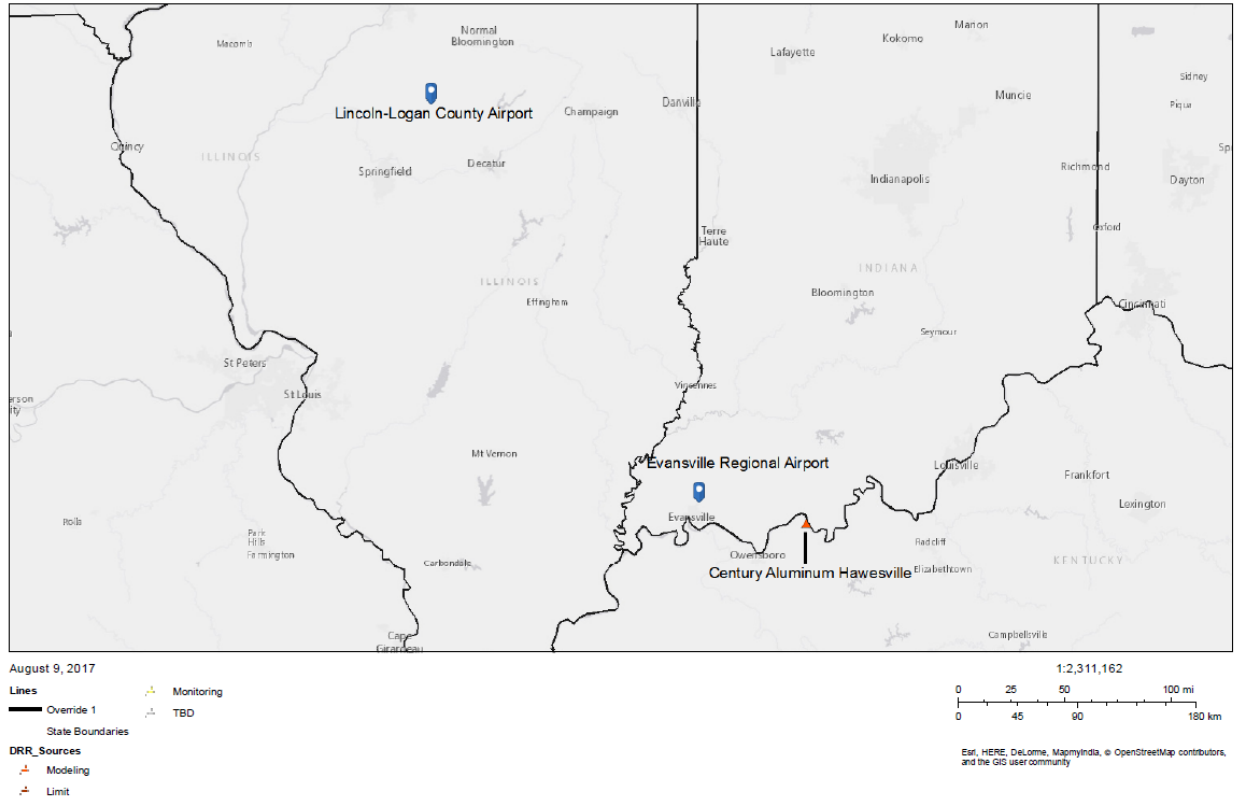 Macomb
Normal
Bloomington
Lafayette
Kokomo
Marion
Sidney
Piqua
Lincoln-Logan County Airport
Champaign
Danville
Muncie
Quincy
ILLINOIS
Springfield
Decatur
Indianapolis
Richmond
Dayton
Terre
Haute
Oxford
ILLINOIS
INDIANA
Effingham
Bloomington
Cincinnati
Seymour
St Peters
St Louis
Vincennes
erson
ity
Mt Vernon
Evansville Regional Airport
Louisville
Frankfort
Lexington
Rolla
Evansville
Park
Hills
Farmington
Carbondale
Owensboro
Radcliff
Elizabethtown
KENTUCKY
Century Aluminum Hawesville
Cape
Girardeau
Campbellsville
August 9, 2017
1:2,311,162
Lines
Override 1
State Boundaries
DRR_Sources
Modeling
Limit
Monitoring
TBD
0 25 50 100 mi
0 45 90 180 km
Esri, HERE, DeLorme, MapmyIndia, © OpenStreetMap contributors,
and the GIS user community